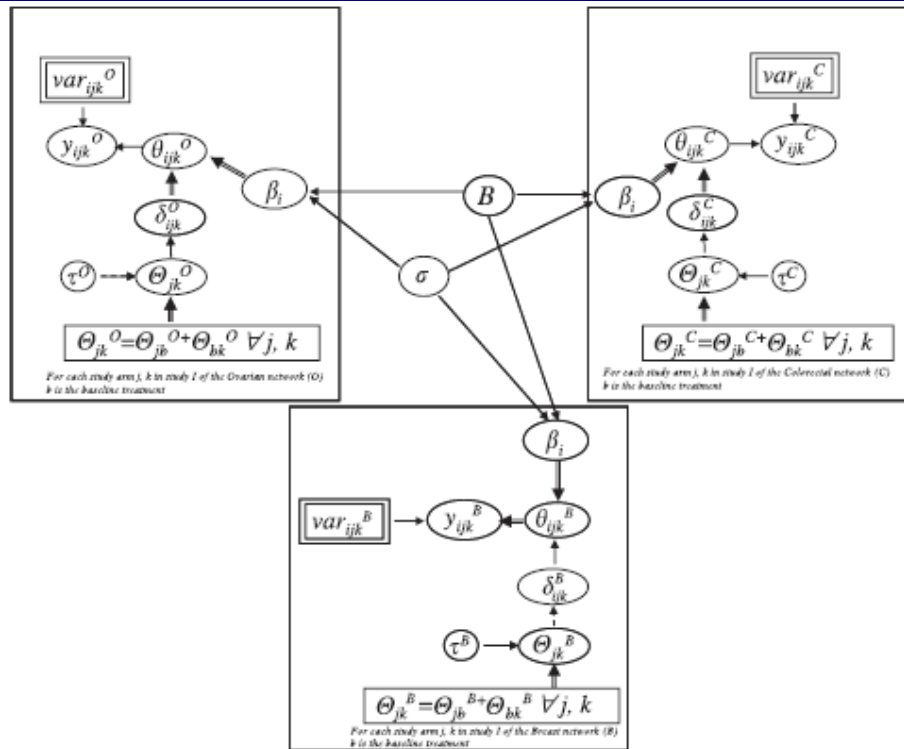 var_ijk^O
y_ijk^O
θ_ijk^O
β_i
δ_ijk^O
τ^O
Θ_jk^O
Θ_jk^O=Θ_jb^O+Θ_bk^O ∀j, k
For each study arm j, k in study I of the Ovarian network (O)
b is the baseline treatment
B
σ
var_ijk^C
y_ijk^C
θ_ijk^C
β_i
δ_ijk^C
Θ_jk^C
τ^C
Θ_jk^C=Θ_jb^C+Θ_bk^C ∀j, k
For each study arm j, k in study I of the Colorectal network (C)
b is the baseline treatment
β_i
var_ijk^B
y_ijk^B
θ_ijk^B
δ_ijk^B
τ^B
Θ_jk^B
Θ_jk^B=Θ_jb^B+Θ_bk^B ∀j, k
For each study arm j, k in study I of the Breast network (B)
b is the baseline treatment